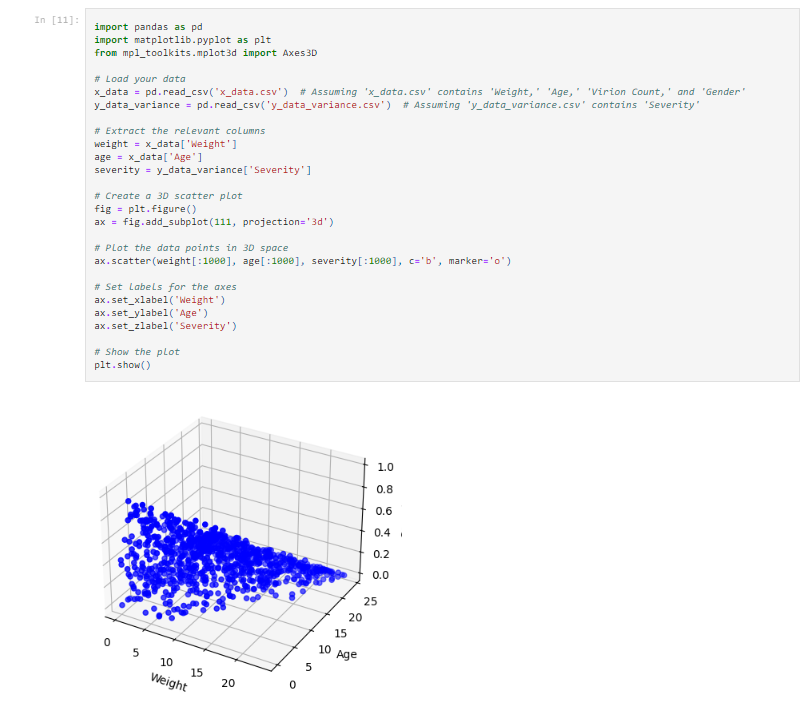 In [11]:
import pandas as pd
import matplotlib.pyplot as plt
from mpl_toolkits.mplot3d import Axes3D
# Load your data
x_data = pd.read_csv('x_data.csv')  # Assuming 'x_data.csv' contains 'Weight,' 'Age,' 'Virion Count,' and 'Gender'
y_data_variance = pd.read_csv('y_data_variance.csv')  # Assuming 'y_data_variance.csv' contains 'Severity'
# Extract the relevant columns
weight = x_data['Weight']
age = x_data['Age']
severity = y_data_variance['Severity']
# Create a 3D scatter plot
fig = plt.figure()
ax = fig.add_subplot(111, projection='3d')
# Plot the data points in 3D space
ax.scatter(weight[:1000], age[:1000], severity[:1000], c='b', marker='o')
# Set labels for the axes
ax.set_xlabel('Weight')
ax.set_ylabel('Age')
ax.set_zlabel('Severity')
# Show the plot
plt.show()
1.0
0.8
0.6
0.4
0.2
0.0
25
20
15
10
5
0
Age
0
5
10
15
20
Weight